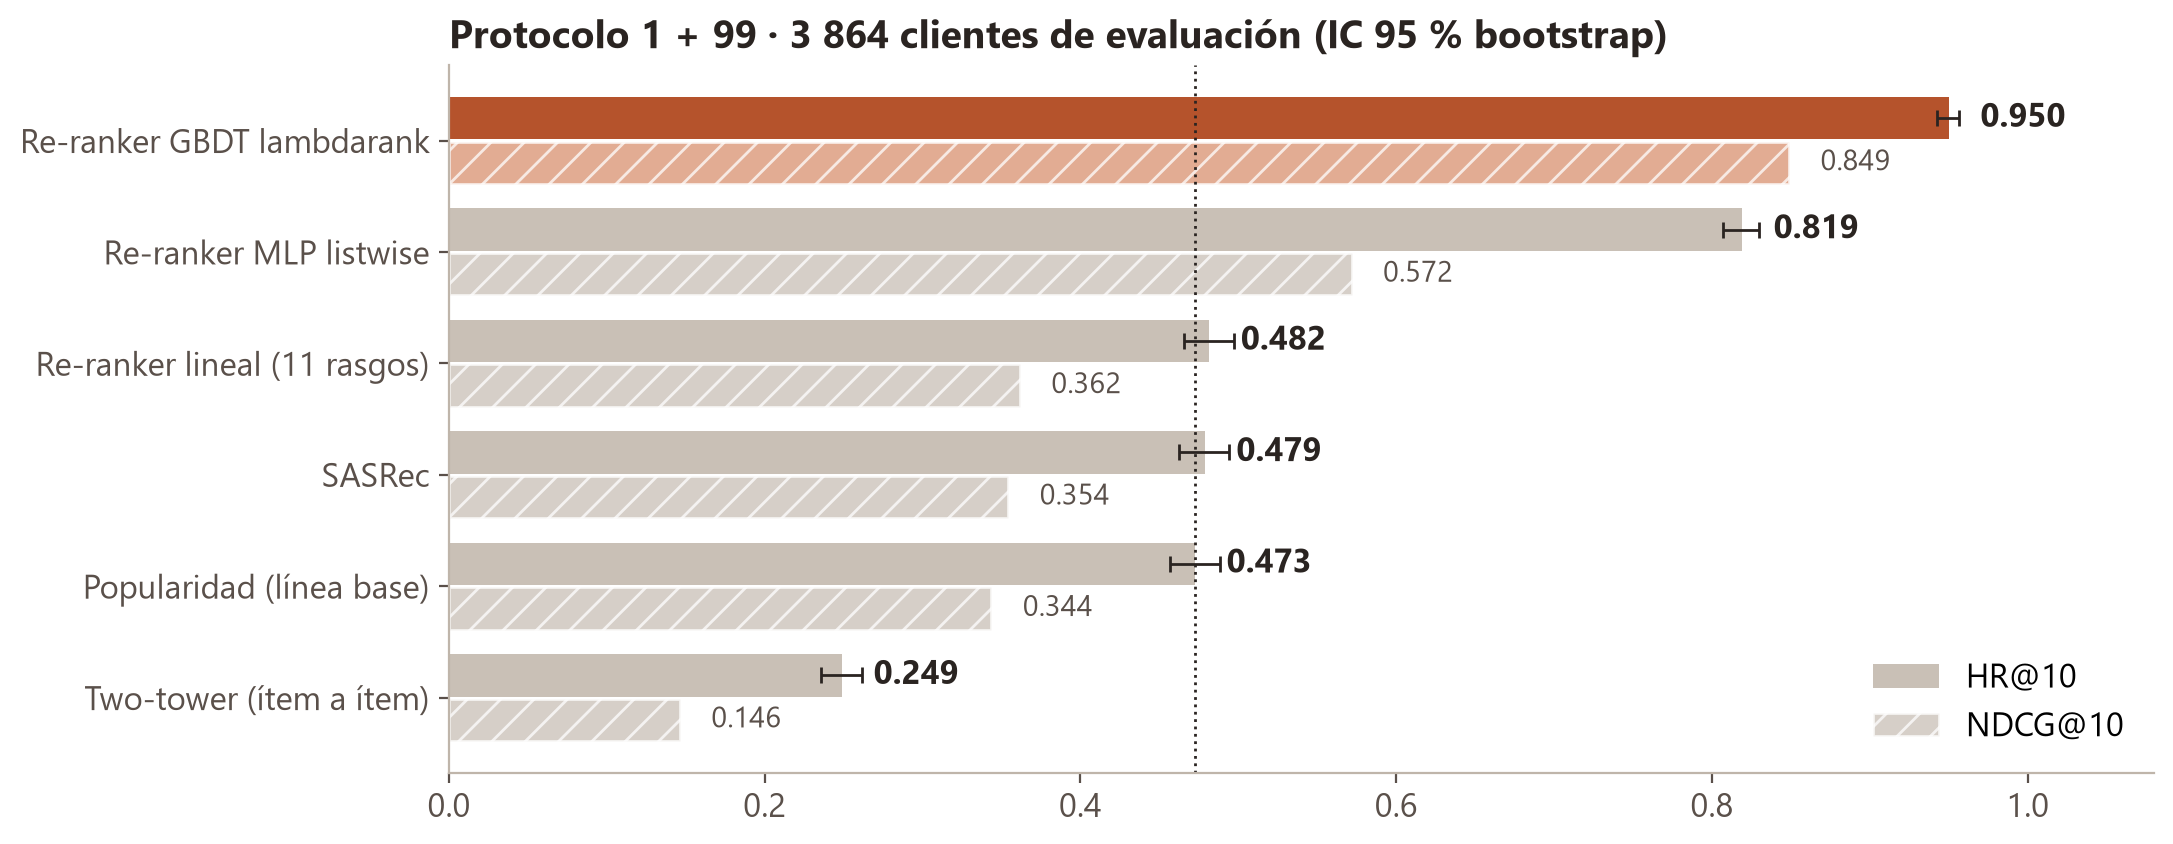 Protocolo 1 + 99 · 3 864 clientes de evaluación (IC 95 % bootstrap)
Re-ranker GBDT lambdarank
0.950
0.849
Re-ranker MLP listwise
0.819
0.572
Re-ranker lineal (11 rasgos)
0.482
0.362
SASRec
0.479
0.354
Popularidad (línea base)
0.473
0.344
Two-tower (ítem a ítem)
0.249
0.146
HR@10
NDCG@10
0.0 0.2 0.4 0.6 0.8 1.0